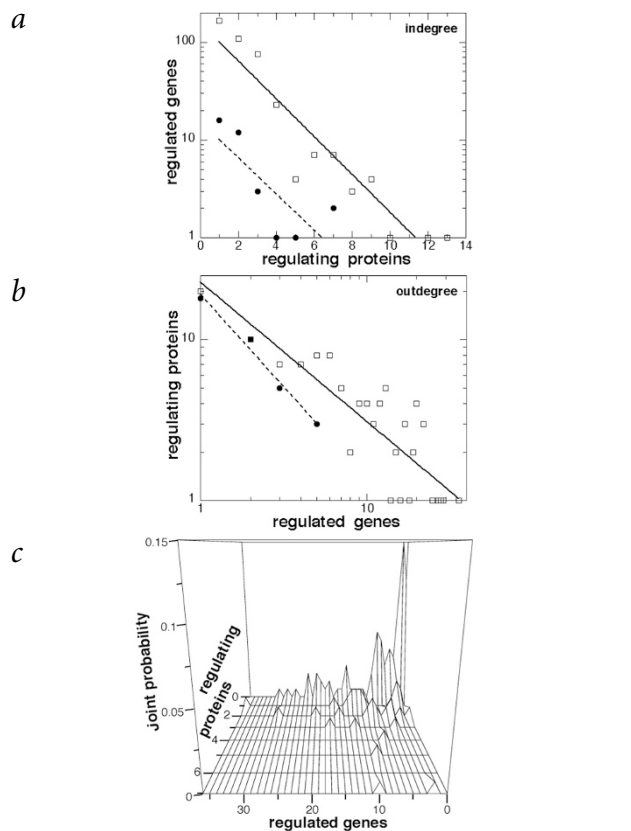 a
indegree
100
10
1
regulated genes
0 2 4 6 8 10 12 14
regulating proteins
b
outdegree
10
1
regulating proteins
1 10
regulated genes
c
0.15
0.1
0.05
0
joint probability
regulating
proteins
0
2
4
6
30 20 10 0
regulated genes